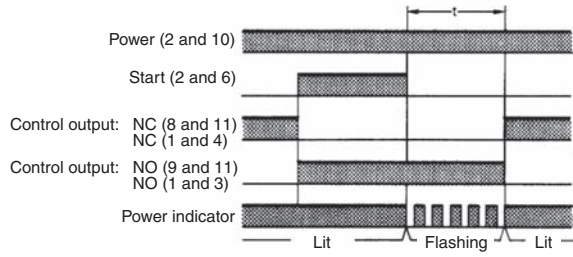 t
Power (2 and 10)
Start (2 and 6)
Control output: NC (8 and 11)
NC (1 and 4)
Control output: NO (9 and 11)
NO (1 and 3)
Power indicator
Lit Flashing Lit